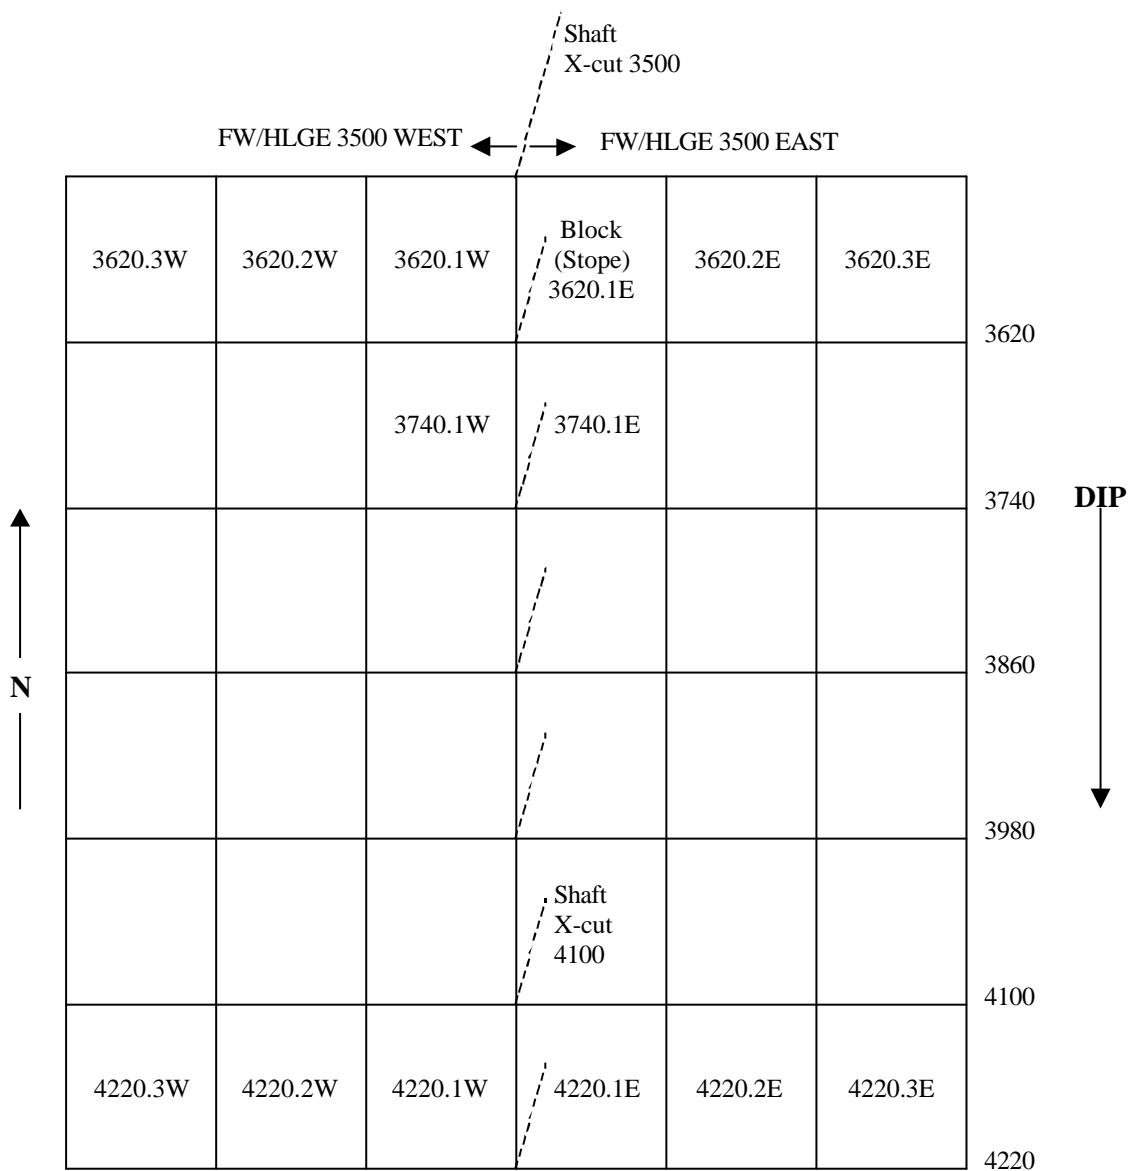 Shaft
X-cut 3500
FW/HLGE 3500 WEST
FW/HLGE 3500 EAST
3620.3W
3620.2W
3620.1W
Block
(Stope)
3620.1E
3620.2E
3620.3E
3620
3740.1W
3740.1E
3740
DIP
3860
N
3980
Shaft
X-cut
4100
4100
4220.3W
4220.2W
4220.1W
4220.1E
4220.2E
4220.3E
4220